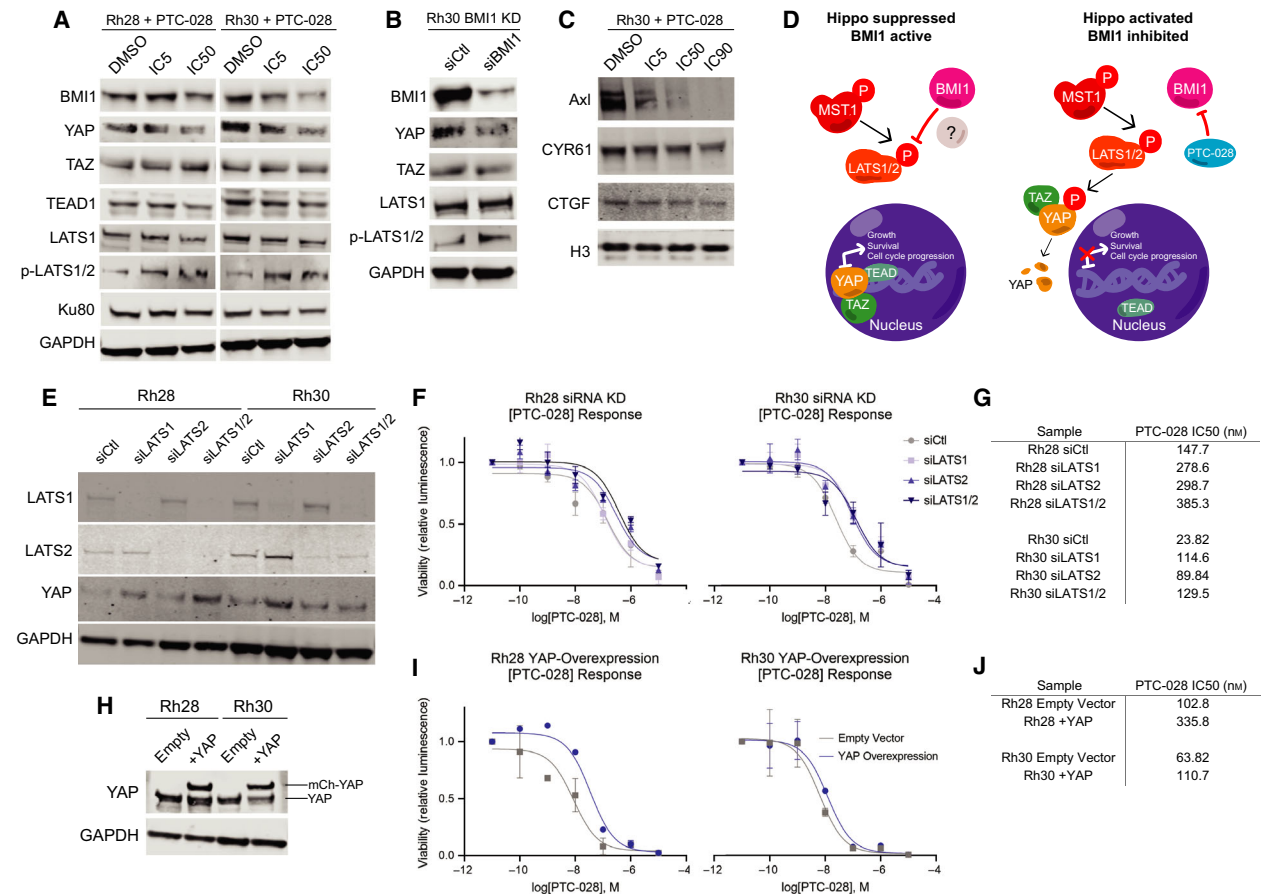 A
Rh28 + PTC-028
Rh30 + PTC-028
DMSO
IC5
IC50
DMSO
IC5
IC50
BMI1
YAP
TAZ
TEAD1
LATS1
p-LATS1/2
Ku80
GAPDH
B
Rh30 BMI1 KD
siCtl
siBMI1
BMI1
YAP
TAZ
LATS1
p-LATS1/2
GAPDH
C
Rh30 + PTC-028
DMSO
IC5
IC50
IC90
Axl
CYR61
CTGF
H3
D
Hippo suppressed
BMI1 active
MST1
P
BMI1
?
LATS1/2
P
Growth
Survival
Cell cycle progression
YAP
TEAD
TAZ
Nucleus
Hippo activated
BMI1 inhibited
MST1
P
BMI1
LATS1/2
P
PTC-028
TAZ
P
YAP
Growth
Survival
Cell cycle progression
YAP
TEAD
Nucleus
E
Rh28
Rh30
siCtl
siLATS1
siLATS2
siLATS1/2
siCtl
siLATS1
siLATS2
siLATS1/2
LATS1
LATS2
YAP
GAPDH
F
Rh28 siRNA KD
[PTC-028] Response
Viability (relative luminescence)
1.0
0.5
0.0
−12
−10
−8
−6
−4
log[PTC-028], M
Rh30 siRNA KD
[PTC-028] Response
1.0
0.5
0.0
−12
−10
−8
−6
−4
log[PTC-028], M
siCtl
siLATS1
siLATS2
siLATS1/2
G
Sample PTC-028 IC50 (nM)
Rh28 siCtl 147.7
Rh28 siLATS1 278.6
Rh28 siLATS2 298.7
Rh28 siLATS1/2 385.3
Rh30 siCtl 23.82
Rh30 siLATS1 114.6
Rh30 siLATS2 89.84
Rh30 siLATS1/2 129.5
H
Rh28
Rh30
Empty
+YAP
Empty
+YAP
YAP
mCh-YAP
YAP
GAPDH
I
Rh28 YAP-Overexpression
[PTC-028] Response
Viability (relative luminescence)
1.0
0.5
0.0
−12
−10
−8
−6
−4
log[PTC-028], M
Rh30 YAP-Overexpression
[PTC-028] Response
1.0
0.5
0.0
−12
−10
−8
−6
−4
log[PTC-028], M
Empty Vector
YAP Overexpression
J
Sample PTC-028 IC50 (nM)
Rh28 Empty Vector 102.8
Rh28 +YAP 335.8
Rh30 Empty Vector 63.82
Rh30 +YAP 110.7